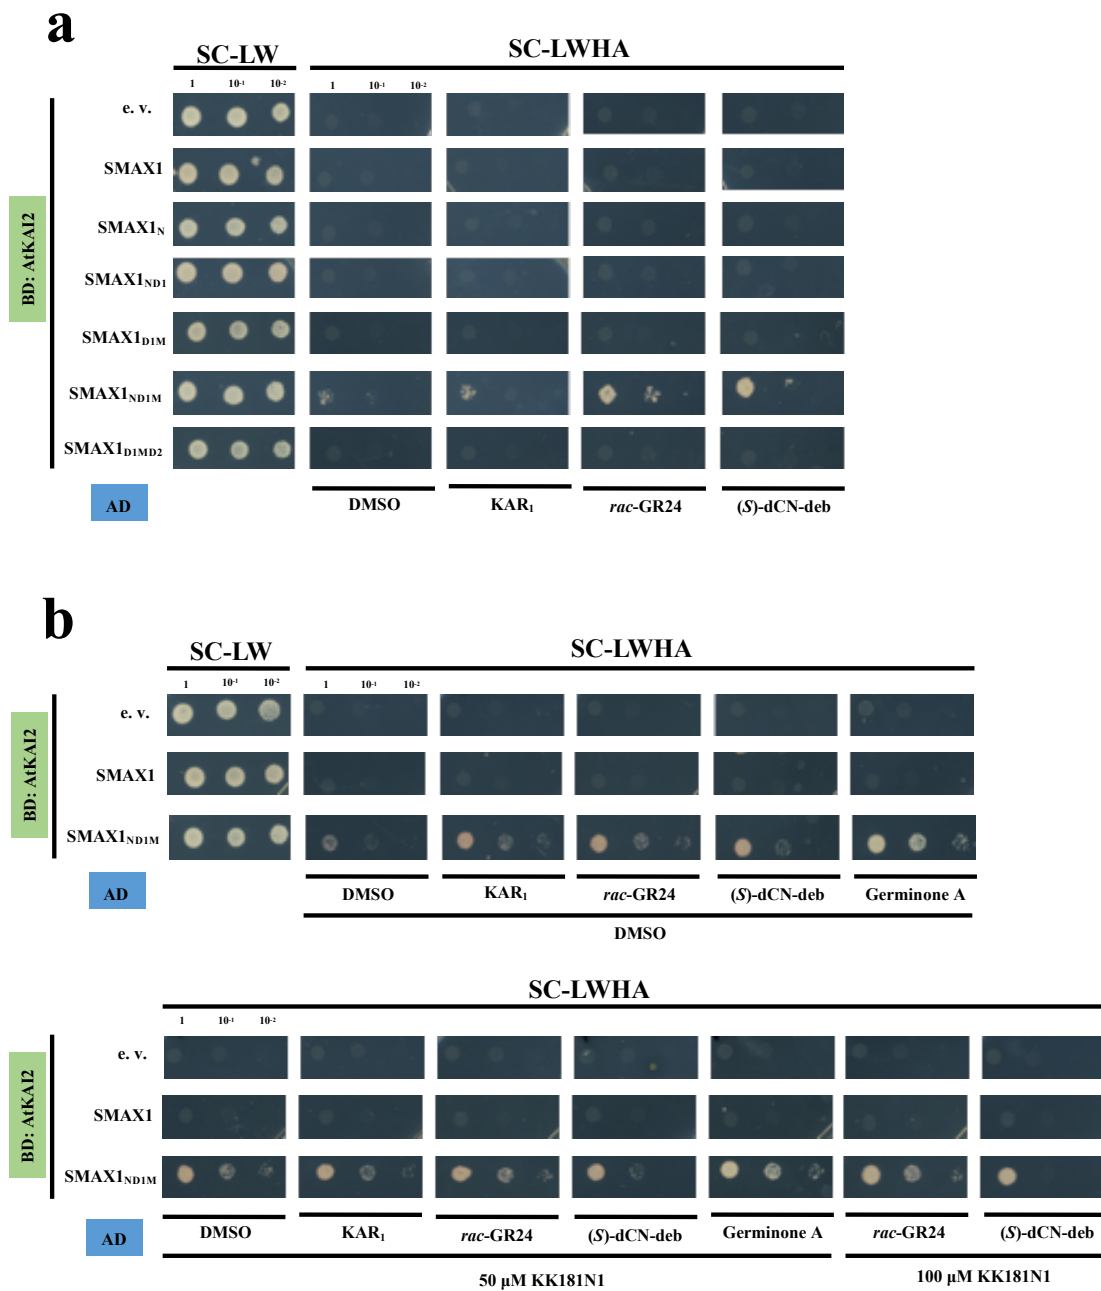 a
SC-LW SC-LWHA
1 10-1 10-2 1 10-1 10-2
e. v.
SMAX1
SMAX1N
SMAX1ND1
SMAX1D1M
SMAX1ND1M
SMAX1D1MD2
BD: AtKAI2
AD DMSO KAR1 rac-GR24 (S)-dCN-deb
b
SC-LW SC-LWHA
1 10-1 10-2 1 10-1 10-2
e. v.
SMAX1
SMAX1ND1M
BD: AtKAI2
AD DMSO KAR1 rac-GR24 (S)-dCN-deb Germinone A
DMSO
SC-LWHA
1 10-1 10-2
e. v.
SMAX1
SMAX1ND1M
BD: AtKAI2
AD DMSO KAR1 rac-GR24 (S)-dCN-deb Germinone A rac-GR24 (S)-dCN-deb
50 μM KK181N1 100 μM KK181N1